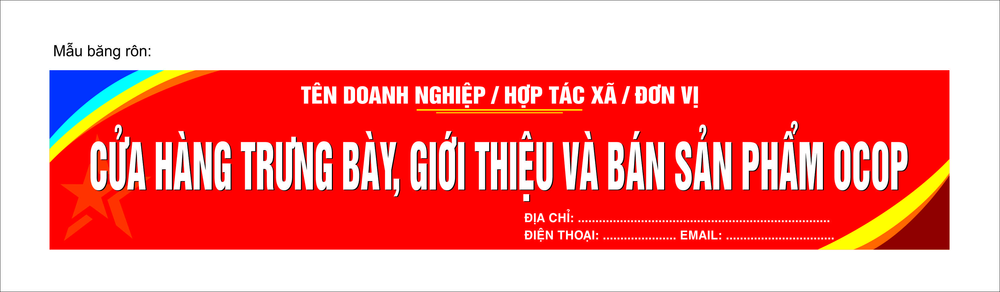 Mẫu băng rôn:
TÊN DOANH NGHIỆP / HỢP TÁC XÃ / ĐƠN VỊ
CỬA HÀNG TRƯNG BÀY, GIỚI THIỆU VÀ BÁN SẢN PHẨM OCOP
ĐỊA CHỈ: ........................................................................
ĐIỆN THOẠI: ..................... EMAIL: ...............................